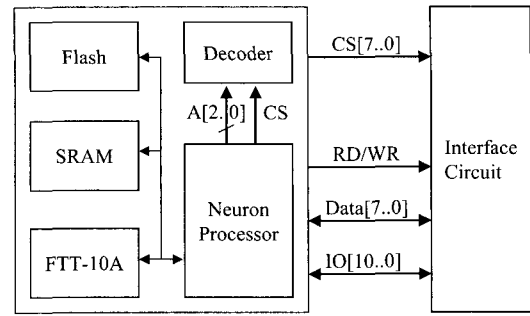 Flash
Decoder
CS[7..0]
A[2..0]
CS
SRAM
RD/WR
Interface
Circuit
Neuron
Processor
Data[7..0]
FTT-10A
IO[10..0]